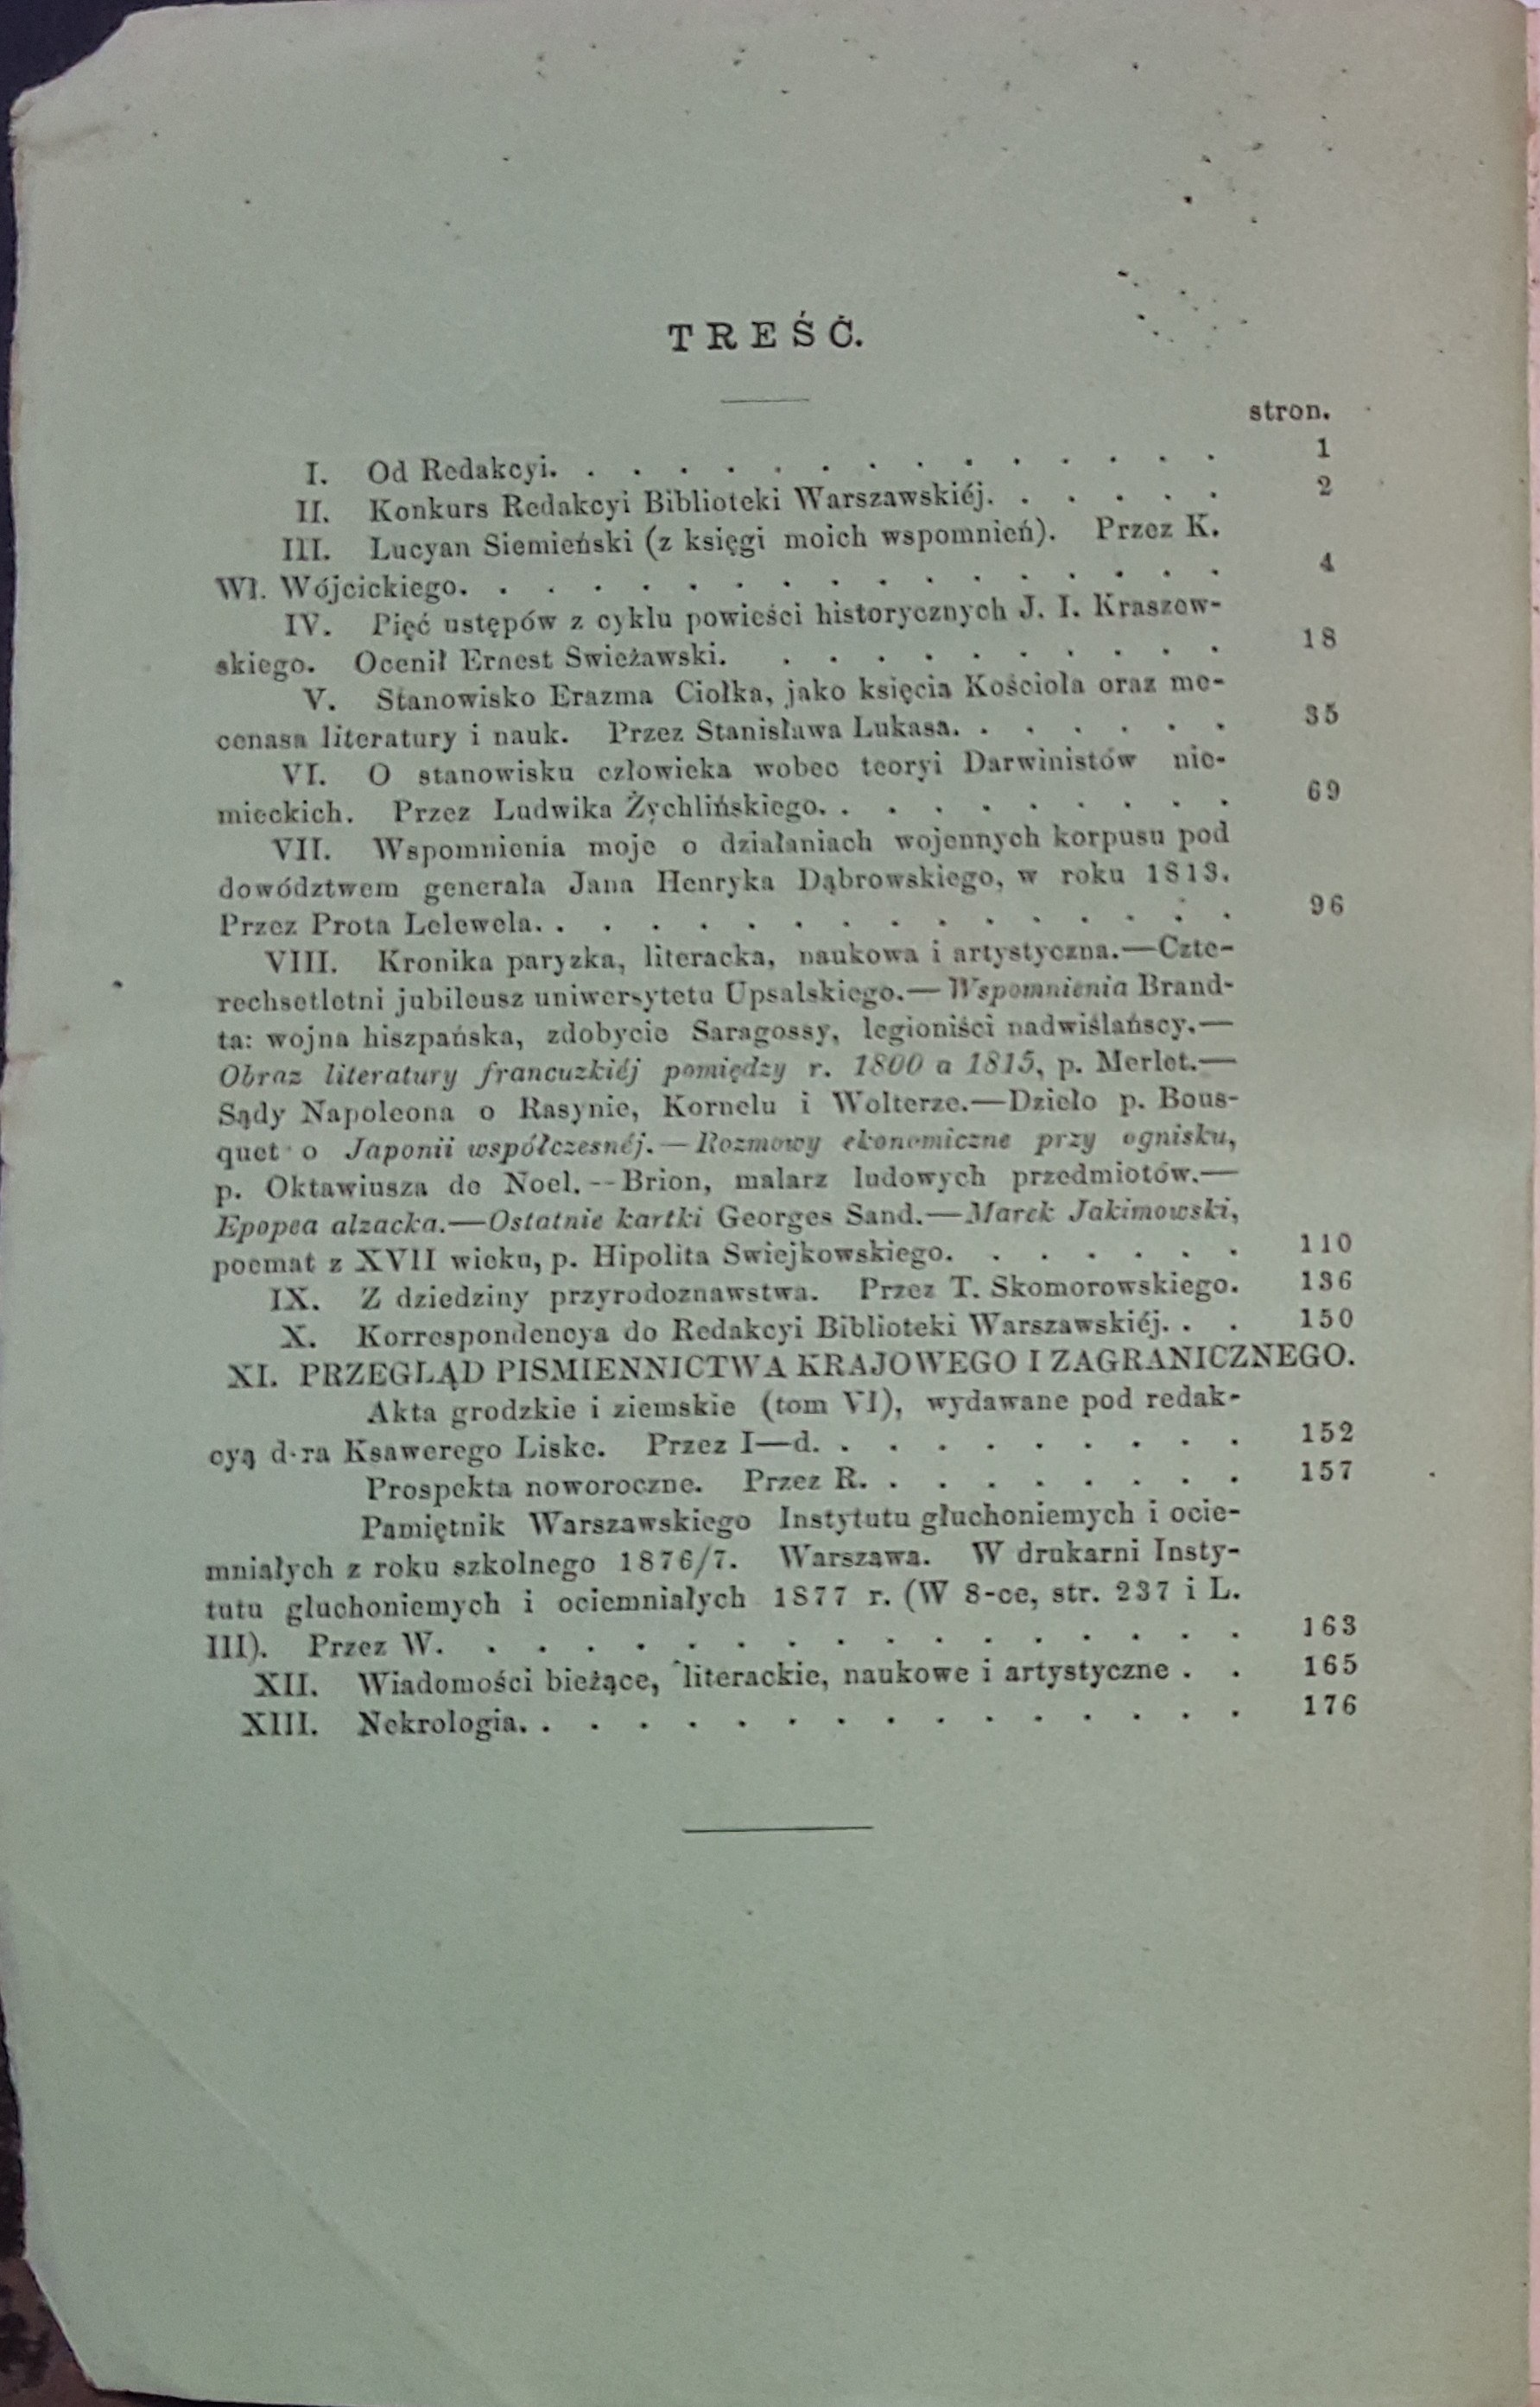 TREŚĆ.
stron.
I. Od Redakcyi. . . . . . . . . . . . . . . 1
II. Konkurs Redakcyi Biblioteki Warszawskiéj. . . . . . 2
III. Lucyan Siemieński (z księgi moich wspomnień). Przez K.
Wł. Wójcickiego. . . . . . . . . . . . . . . . . 4
IV. Pięć ustępów z cyklu powieści historycznych J. I. Kraszew-
skiego. Ocenił Ernest Swieżawski. . . . . . . . . . . 18
V. Stanowisko Erazma Ciołka, jako księcia Kościoła oraz me-
cenasa literatury i nauk. Przez Stanisława Lukasa. . . . . . . 35
VI. O stanowisku człowieka wobec teoryi Darwinistów nie-
mieckich. Przez Ludwika Żychlińskiego. . . . . . . . . . 69
VII. Wspomnienia moje o działaniach wojennych korpusu pod
dowództwem generała Jana Henryka Dąbrowskiego, w roku 1813.
Przez Prota Lelewela. . . . . . . . . . . . . . . . 96
VIII. Kronika paryzka, literacka, naukowa i artystyczna.—Czte-
rechsetletni jubileusz uniwersytetu Upsalskiego.—Wspomnienia Brand-
ta: wojna hiszpańska, zdobycie Saragossy, legioniści nadwiślańscy.—
Obraz literatury francuzkiéj pomiędzy r. 1800 a 1815, p. Merlet.—
Sądy Napoleona o Rasynie, Kornelu i Wolterze.—Dzieło p. Bous-
quet o Japonii współczesnéj.—Rozmowy ekonomiczne przy ognisku,
p. Oktawiusza de Noel.—Brion, malarz ludowych przedmiotów.—
Epopea alzacka.—Ostatnie kartki Georges Sand.—Marek Jakimowski,
poemat z XVII wieku, p. Hipolita Swiejkowskiego. . . . . . . 110
IX. Z dziedziny przyrodoznawstwa. Przez T. Skomorowskiego. 136
X. Korrespondencya do Redakcyi Biblioteki Warszawskiéj. . . 150
XI. PRZEGLĄD PISMIENNICTWA KRAJOWEGO I ZAGRANICZNEGO.
Akta grodzkie i ziemskie (tom VI), wydawane pod redak-
cyą d-ra Ksawerego Liske. Przez I—d. . . . . . . . . . 152
Prospekta noworoczne. Przez R. . . . . . . . . 157
Pamiętnik Warszawskiego Instytutu głuchoniemych i ocie-
mniałych z roku szkolnego 1876/7. Warszawa. W drukarni Insty-
tutu głuchoniemych i ociemniałych 1877 r. (W 8-ce, str. 237 i L.
III). Przez W. . . . . . . . . . . . . . . . . 163
XII. Wiadomości bieżące, literackie, naukowe i artystyczne . . 165
XIII. Nekrologia. . . . . . . . . . . . . . . . 176